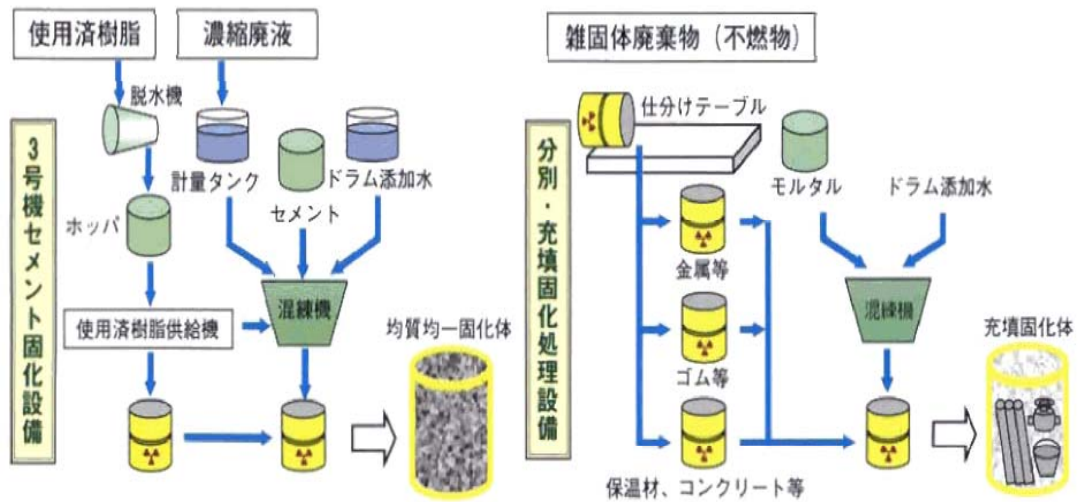 使用済樹脂
濃縮廃液
脱水機
3号機セメント固化設備
計量タンク
セメント
ドラム添加水
ホッパ
混練機
使用済樹脂供給機
均質均一固化体
雑固体廃棄物（不燃物）
仕分けテーブル
分別・充填固化処理設備
モルタル
ドラム添加水
金属等
混練機
ゴム等
充填固化体
保温材、コンクリート等